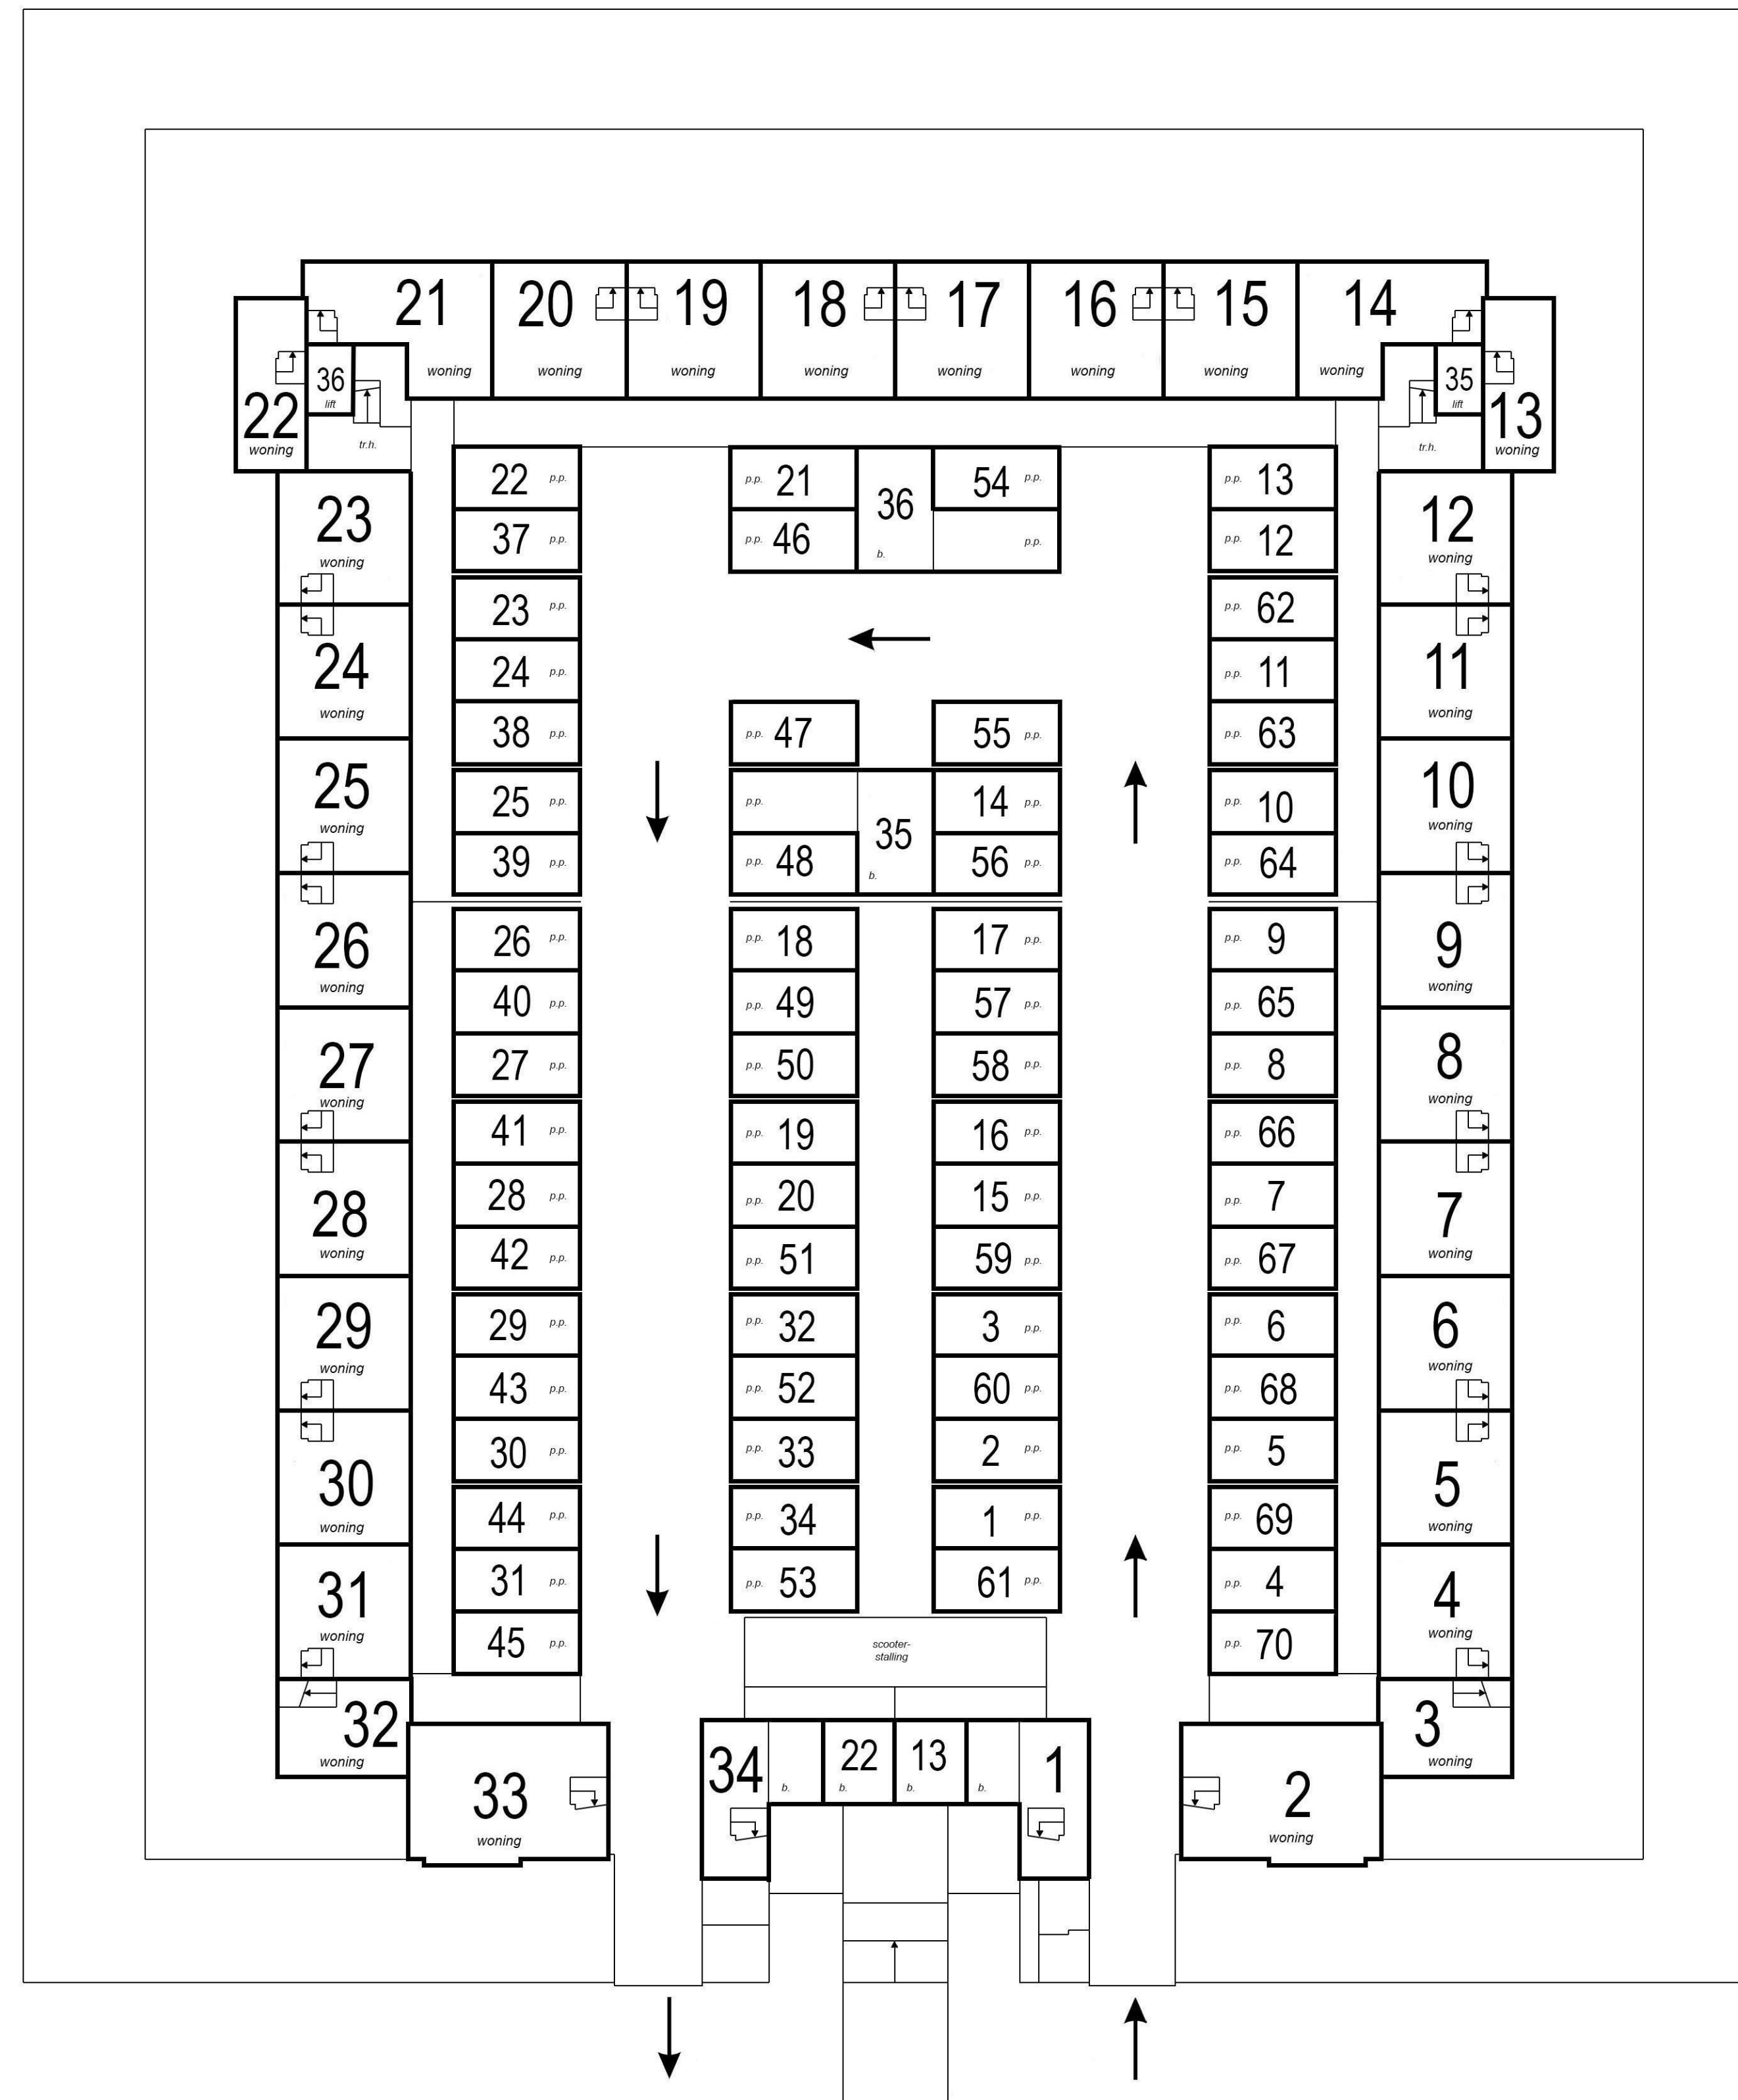 21
20
19
18
17
16
15
14
woning
woning
woning
woning
woning
woning
woning
woning
22
woning
36
lift
tr.h.
35
lift
tr.h.
13
woning
23
woning
24
woning
25
woning
26
woning
27
woning
28
woning
29
woning
30
woning
31
woning
32
woning
33
woning
22 p.p.
37 p.p.
23 p.p.
24 p.p.
38 p.p.
25 p.p.
39 p.p.
26 p.p.
40 p.p.
27 p.p.
41 p.p.
28 p.p.
42 p.p.
29 p.p.
43 p.p.
30 p.p.
44 p.p.
31 p.p.
45 p.p.
p.p. 21
p.p. 46
36
b.
54 p.p.
p.p.
p.p. 47
p.p.
p.p. 48
35
b.
55 p.p.
14 p.p.
56 p.p.
p.p. 18
p.p. 49
p.p. 50
p.p. 19
p.p. 20
p.p. 51
p.p. 32
p.p. 52
p.p. 33
p.p. 34
p.p. 53
17 p.p.
57 p.p.
58 p.p.
16 p.p.
15 p.p.
59 p.p.
3 p.p.
60 p.p.
2 p.p.
1 p.p.
61 p.p.
p.p. 13
p.p. 12
p.p. 62
p.p. 11
p.p. 63
p.p. 10
p.p. 64
p.p. 9
p.p. 65
p.p. 8
p.p. 66
p.p. 7
p.p. 67
p.p. 6
p.p. 68
p.p. 5
p.p. 69
p.p. 4
p.p. 70
12
woning
11
woning
10
woning
9
woning
8
woning
7
woning
6
woning
5
woning
4
woning
3
woning
2
woning
scooter-
stalling
34
b.
22
b.
13
b.
b.
1